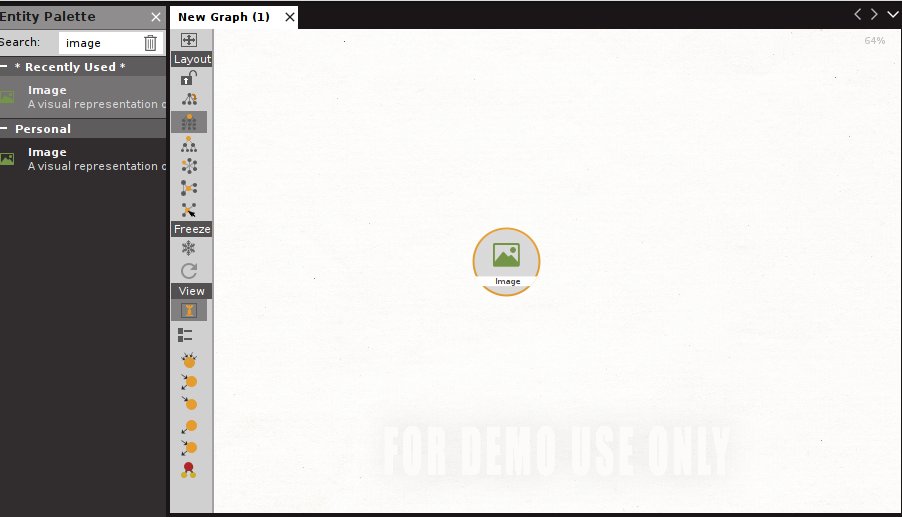 Entity Palette
New Graph (1)
Search:
image
* Recently Used *
Image
A visual representation
Personal
Image
A visual representation
Layout
Freeze
View
64%
Image
FOR DEMO USE ONLY